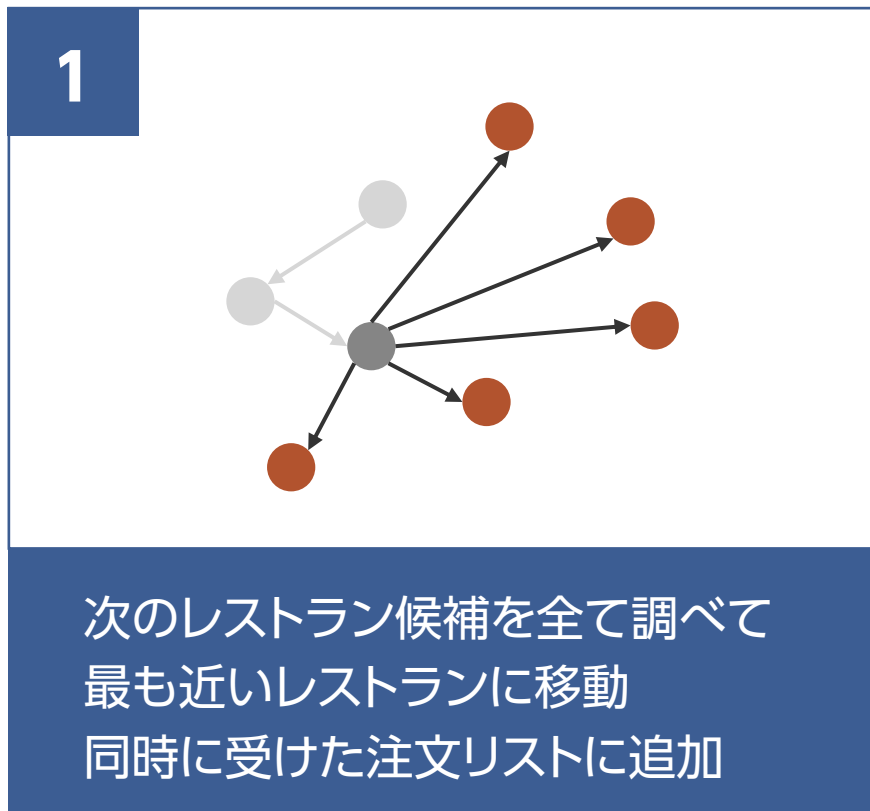 1
次のレストラン候補を全て調べて
最も近いレストランに移動
同時に受けた注文リストに追加